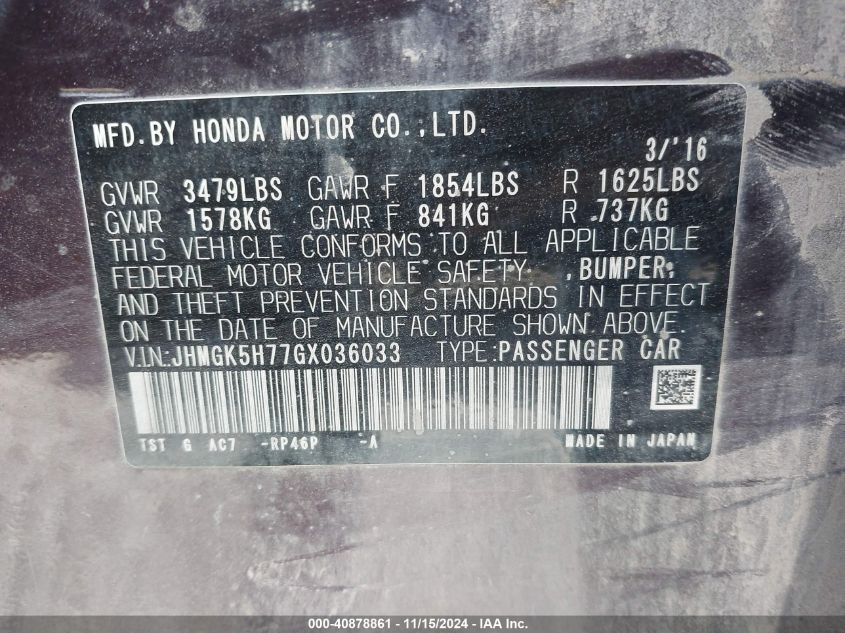 MFD.BY HONDA MOTOR CO.,LTD.
3/'16
GVWR 3479LBS GAWR F 1854LBS R 1625LBS
GVWR 1578KG GAWR F 841KG R 737KG
THIS VEHICLE CONFORMS TO ALL APPLICABLE
FEDERAL MOTOR VEHICLE SAFETY, BUMPER,
AND THEFT PREVENTION STANDARDS IN EFFECT
ON THE DATE OF MANUFACTURE SHOWN ABOVE.
V.I.N:JHMGK5H77GX036033 TYPE:PASSENGER CAR
TST G AC7 -RP46P -A MADE IN JAPAN
000-40878861 - 11/15/2024 - IAA Inc.